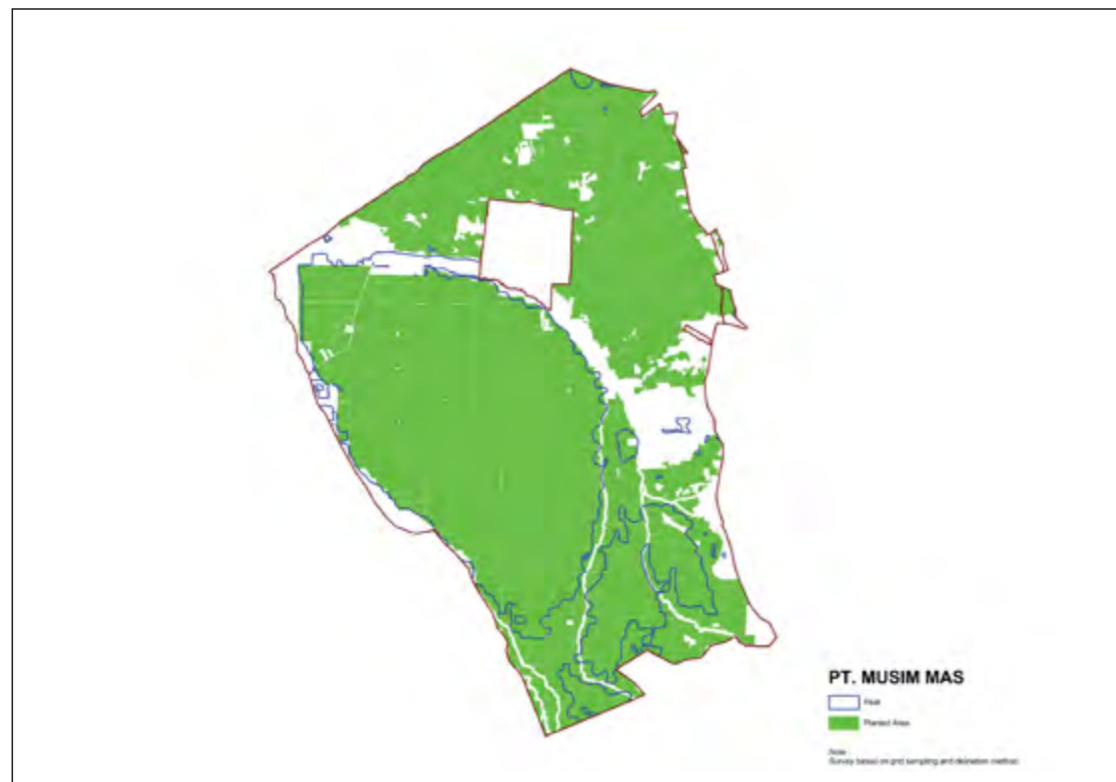 PT. MUSIM MAS
Peat
Planted Area
Note
Survey based on grid sampling and delineation method